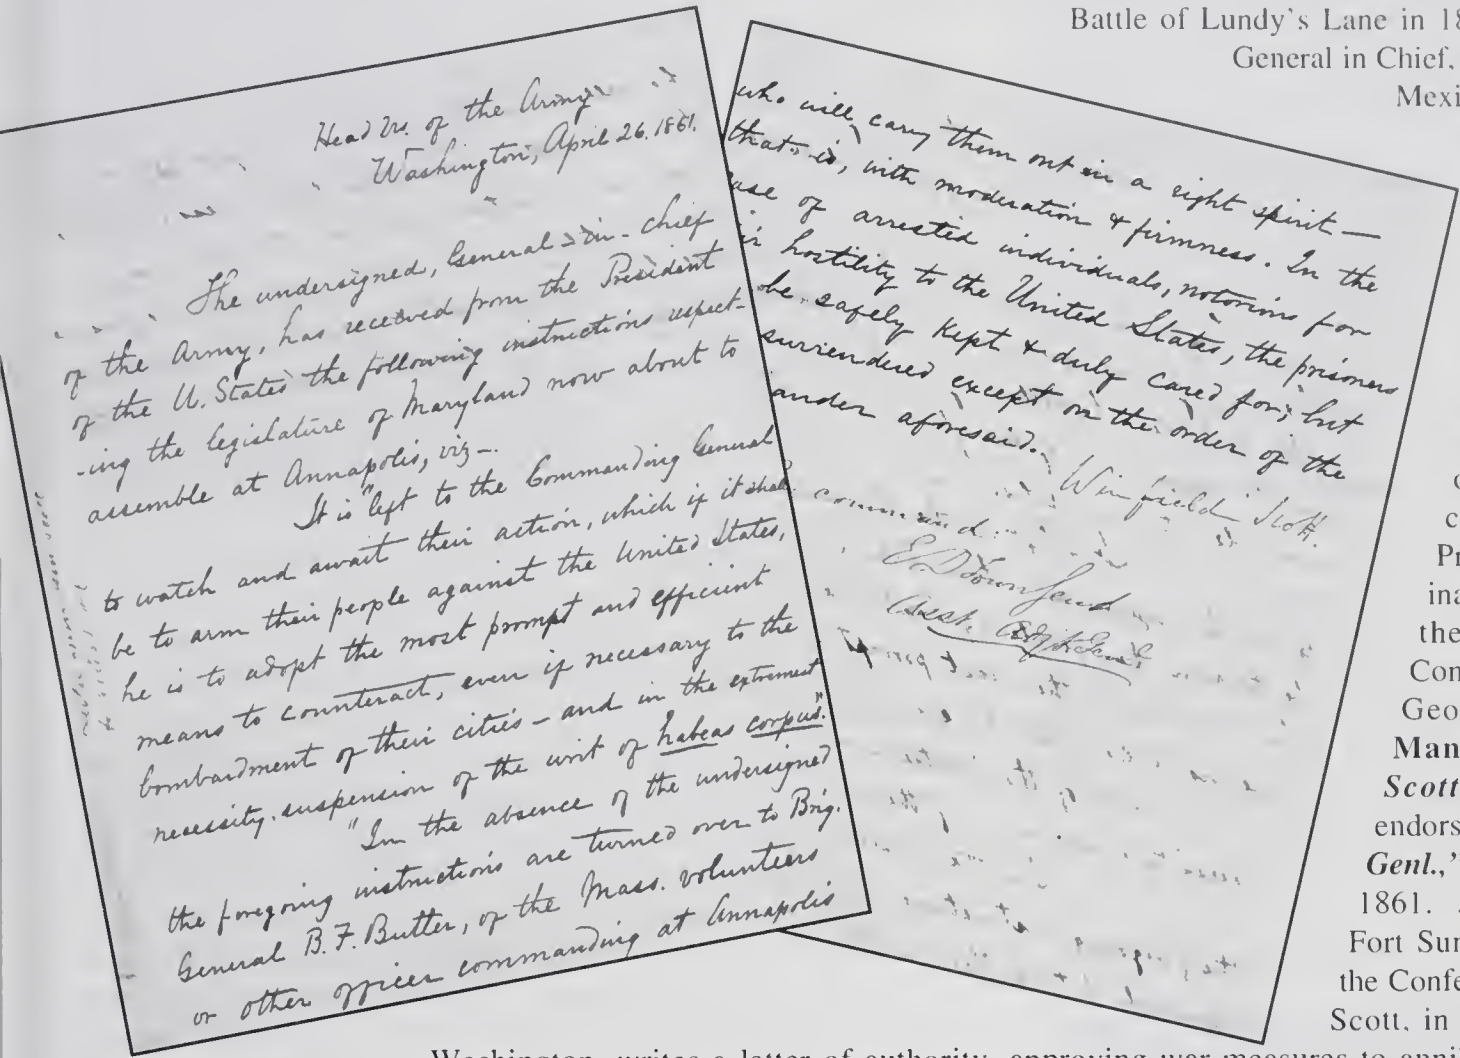 Battle of Lundy's Lane in 18
General in Chief,
Mexi
Head Qrs. of the Army
Washington, April 26. 1861.
The undersigned, General-in-chief
of the Army, has received from the President
of the U. States the following instructions respect-
-ing the legislature of Maryland now about to
assemble at Annapolis, viz-.
It is "left to the Commanding General
to watch and await their action, which if it shall
be to arm their people against the United States,
he is to adopt the most prompt and efficient
means to counteract, even if necessary to the
bombardment of their cities - and in the extremest
necessity, suspension of the writ of habeas corpus."
"In the absence of the undersigned
the foregoing instructions are turned over to Brig.
General B. F. Butler, of the Mass. volunteers
or other officer commanding at Annapolis
who will carry them out in a right spirit —
that is, with moderation & firmness. In the
case of arrested individuals, notorious for
ir hostility to the United States, the prisoners
be safely kept & duly cared for; but
surrendered except on the order of the
ander aforesaid.
Winfield Scott.
command.
E. D. Townsend
Asst. Adjt. Genl.
c
Pr
ina
the
Con
Geo
Man
Scott
endors
Genl.,"
1861.
Fort Sur
the Confe
Scott, in
Washington, writes a letter of authority, approving war measures to anni